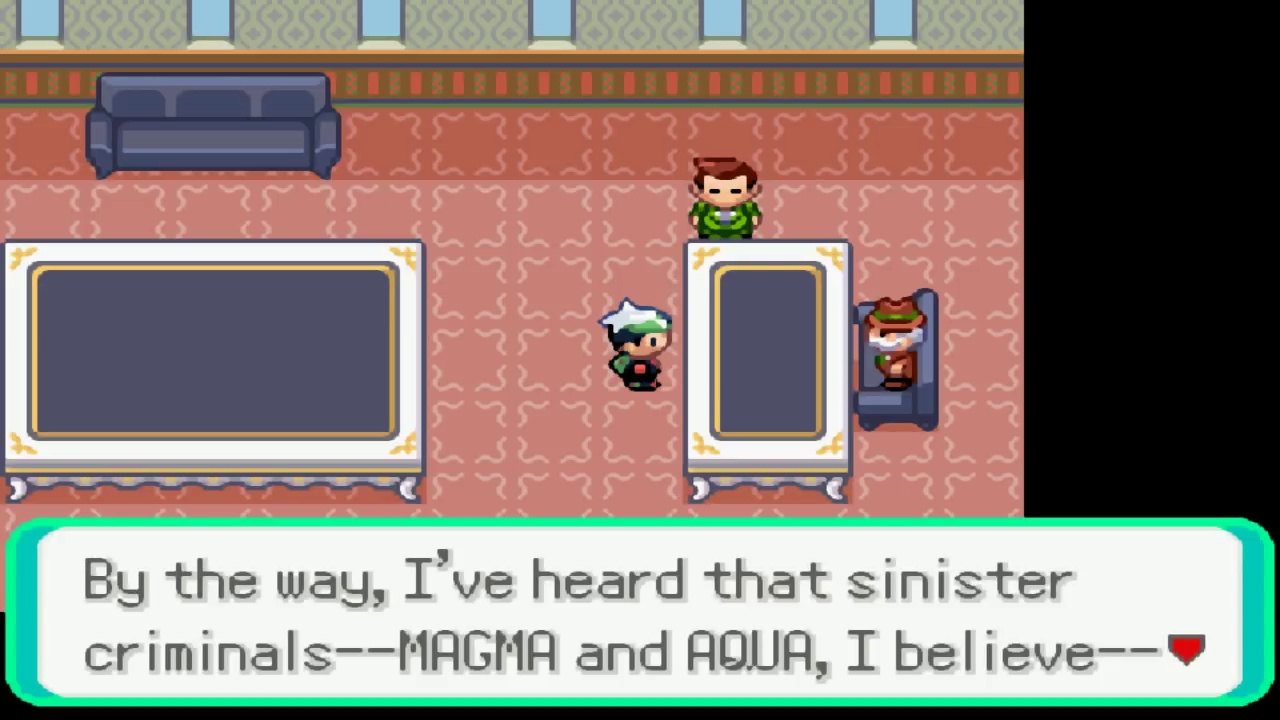 By the way, I've heard that sinister
criminals--MAGMA and AQUA, I believe--